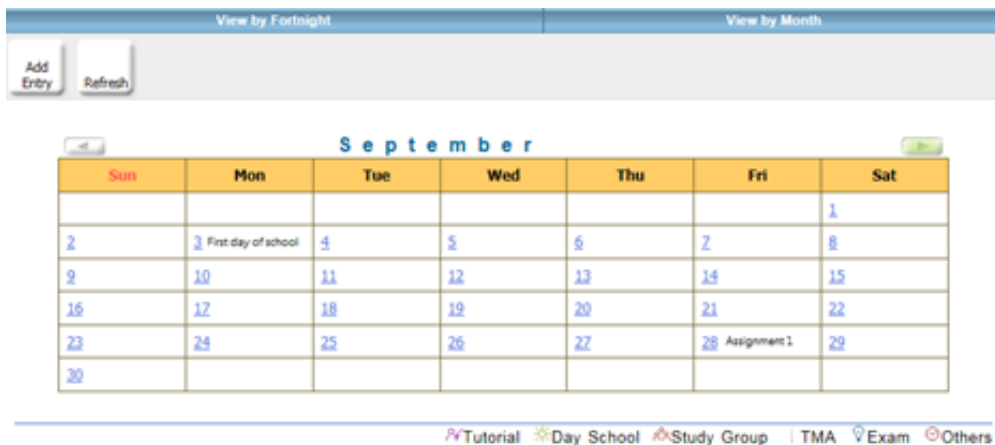 View by Fortnight View by Month
Add
Entry
Refresh
September
Sun Mon Tue Wed Thu Fri Sat
1
2 3 First day of school 4 5 6 7 8
9 10 11 12 13 14 15
16 17 18 19 20 21 22
23 24 25 26 27 28 Assignment 1 29
30
Tutorial Day School Study Group TMA Exam Others